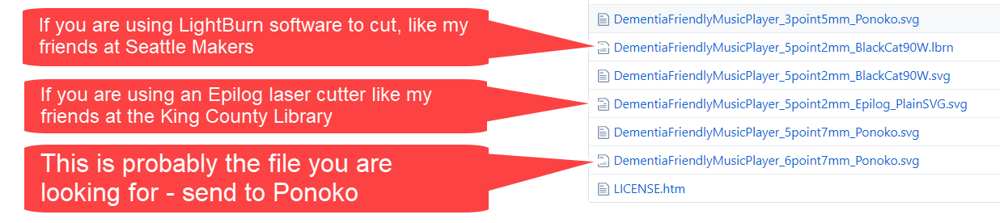 If you are using LightBurn software to cut, like my
friends at Seattle Makers
If you are using an Epilog laser cutter like my
friends at the King County Library
This is probably the file you are
looking for - send to Ponoko
DementiaFriendlyMusicPlayer_3point5mm_Ponoko.svg
DementiaFriendlyMusicPlayer_5point2mm_BlackCat90W.lbrn
DementiaFriendlyMusicPlayer_5point2mm_BlackCat90W.svg
DementiaFriendlyMusicPlayer_5point2mm_Epilog_PlainSVG.svg
DementiaFriendlyMusicPlayer_5point7mm_Ponoko.svg
DementiaFriendlyMusicPlayer_6point7mm_Ponoko.svg
LICENSE.htm